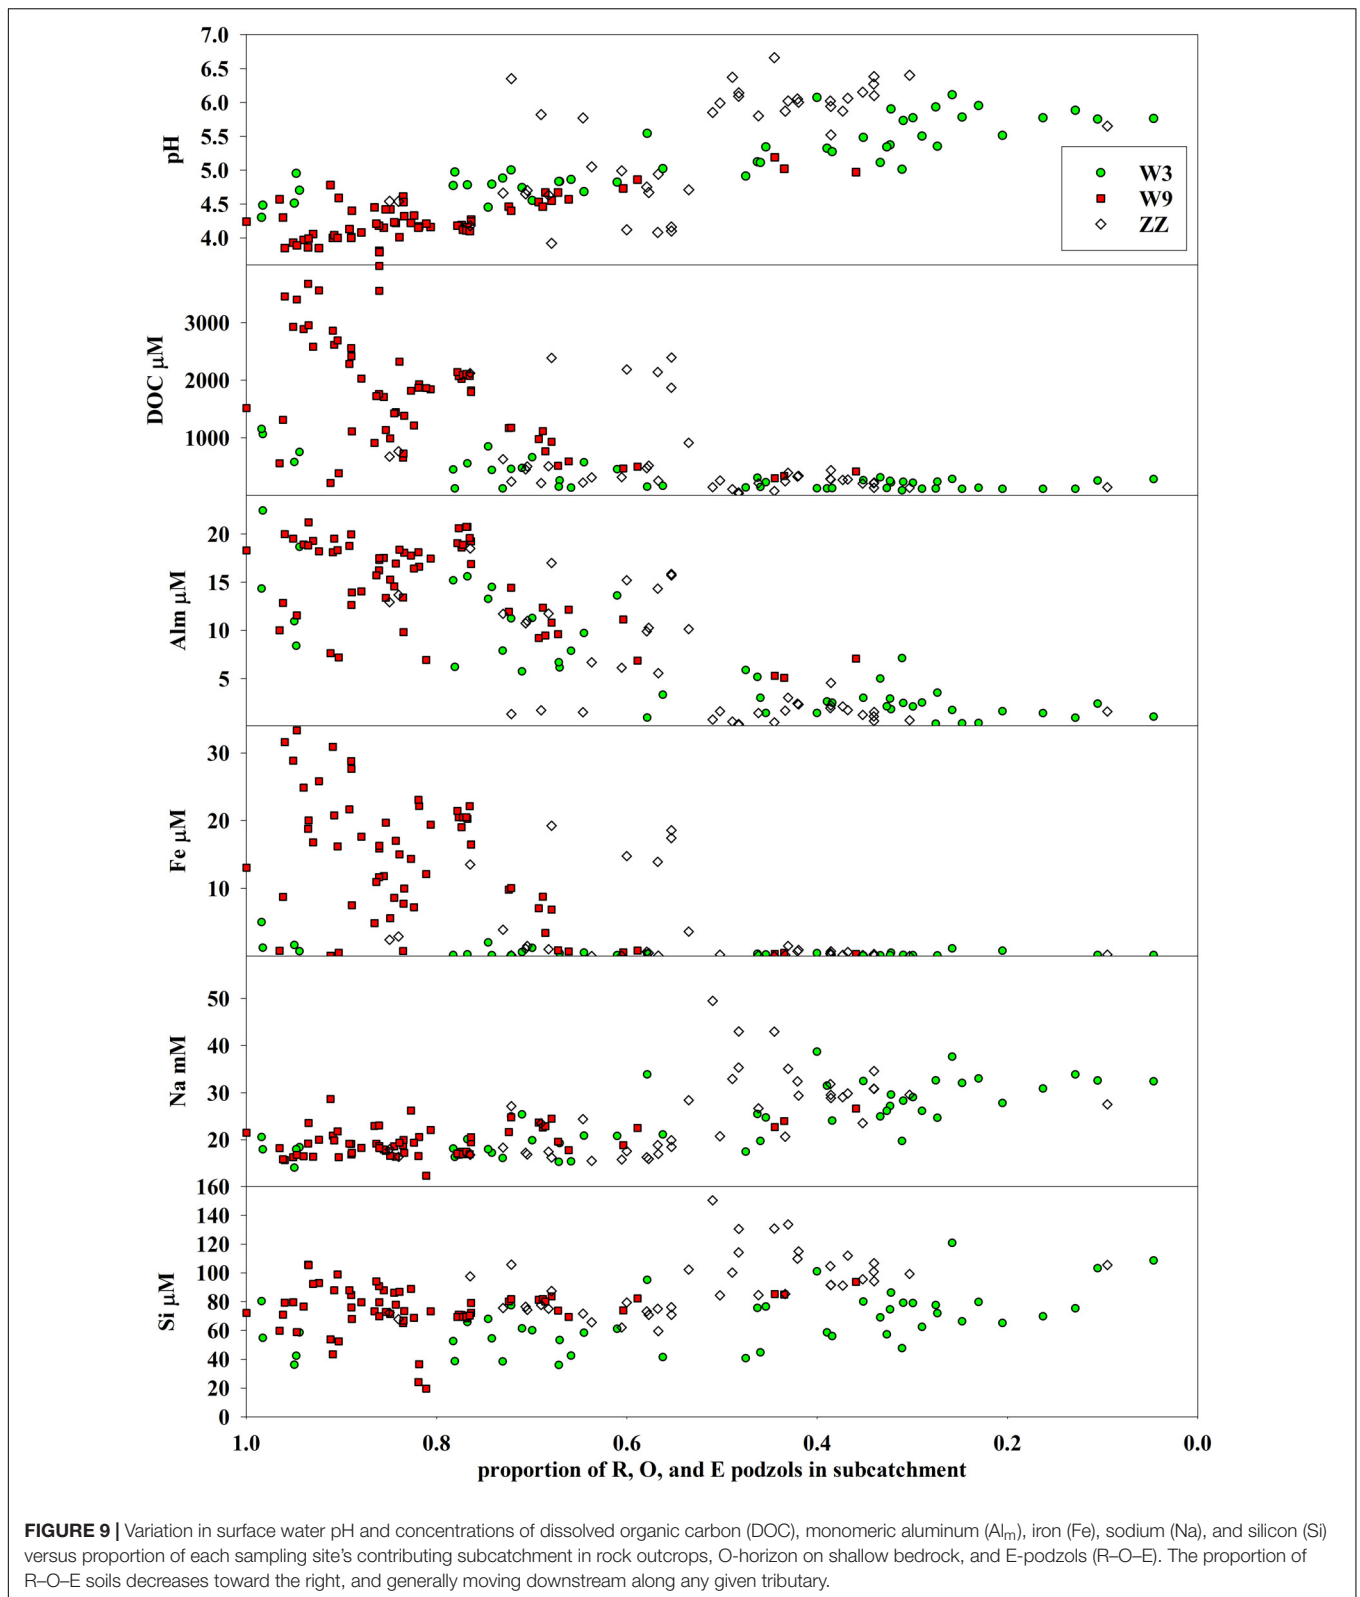 7.0
6.5
6.0
5.5
5.0
4.5
4.0
pH
W3
W9
ZZ
3000
2000
1000
DOC µM
20
15
10
5
Alm µM
30
20
10
Fe µM
50
40
30
20
Na mM
160
140
120
100
80
60
40
20
0
Si µM
1.0 0.8 0.6 0.4 0.2 0.0
proportion of R, O, and E podzols in subcatchment
FIGURE 9 | Variation in surface water pH and concentrations of dissolved organic carbon (DOC), monomeric aluminum (Alm), iron (Fe), sodium (Na), and silicon (Si)
versus proportion of each sampling site's contributing subcatchment in rock outcrops, O-horizon on shallow bedrock, and E-podzols (R–O–E). The proportion of
R–O–E soils decreases toward the right, and generally moving downstream along any given tributary.